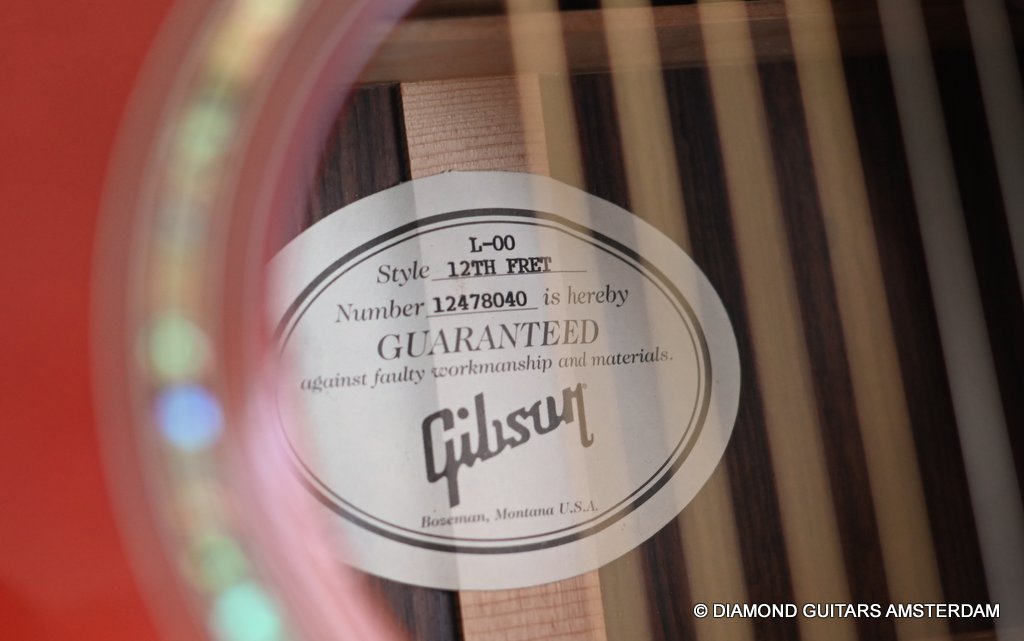 L-00
Style 12TH FRET
Number 12478040 is hereby
GUARANTEED
against faulty workmanship and materials.
Gibson
Bozeman, Montana U.S.A.
© DIAMOND GUITARS AMSTERDAM